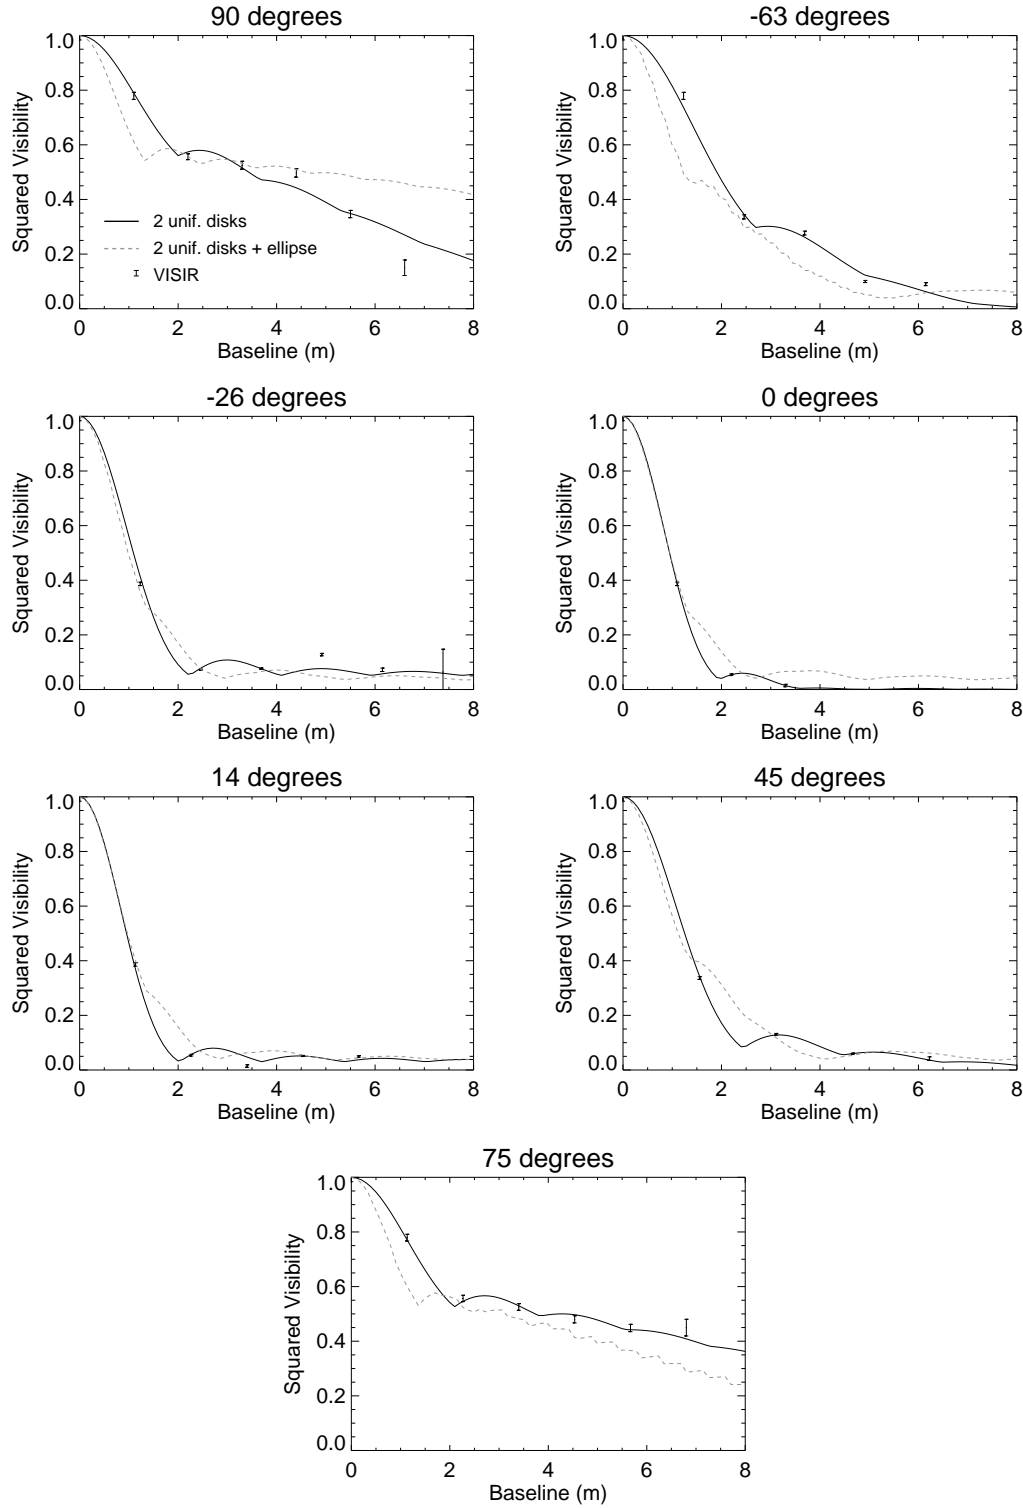 90 degrees
1.0
0.8
0.6
0.4
0.2
0.0
Squared Visibility
2 unif. disks
2 unif. disks + ellipse
VISIR
0 2 4 6 8
Baseline (m)
-63 degrees
1.0
0.8
0.6
0.4
0.2
0.0
Squared Visibility
0 2 4 6 8
Baseline (m)
-26 degrees
1.0
0.8
0.6
0.4
0.2
0.0
Squared Visibility
0 2 4 6 8
Baseline (m)
0 degrees
1.0
0.8
0.6
0.4
0.2
0.0
Squared Visibility
0 2 4 6 8
Baseline (m)
14 degrees
1.0
0.8
0.6
0.4
0.2
0.0
Squared Visibility
0 2 4 6 8
Baseline (m)
45 degrees
1.0
0.8
0.6
0.4
0.2
0.0
Squared Visibility
0 2 4 6 8
Baseline (m)
75 degrees
1.0
0.8
0.6
0.4
0.2
0.0
Squared Visibility
0 2 4 6 8
Baseline (m)